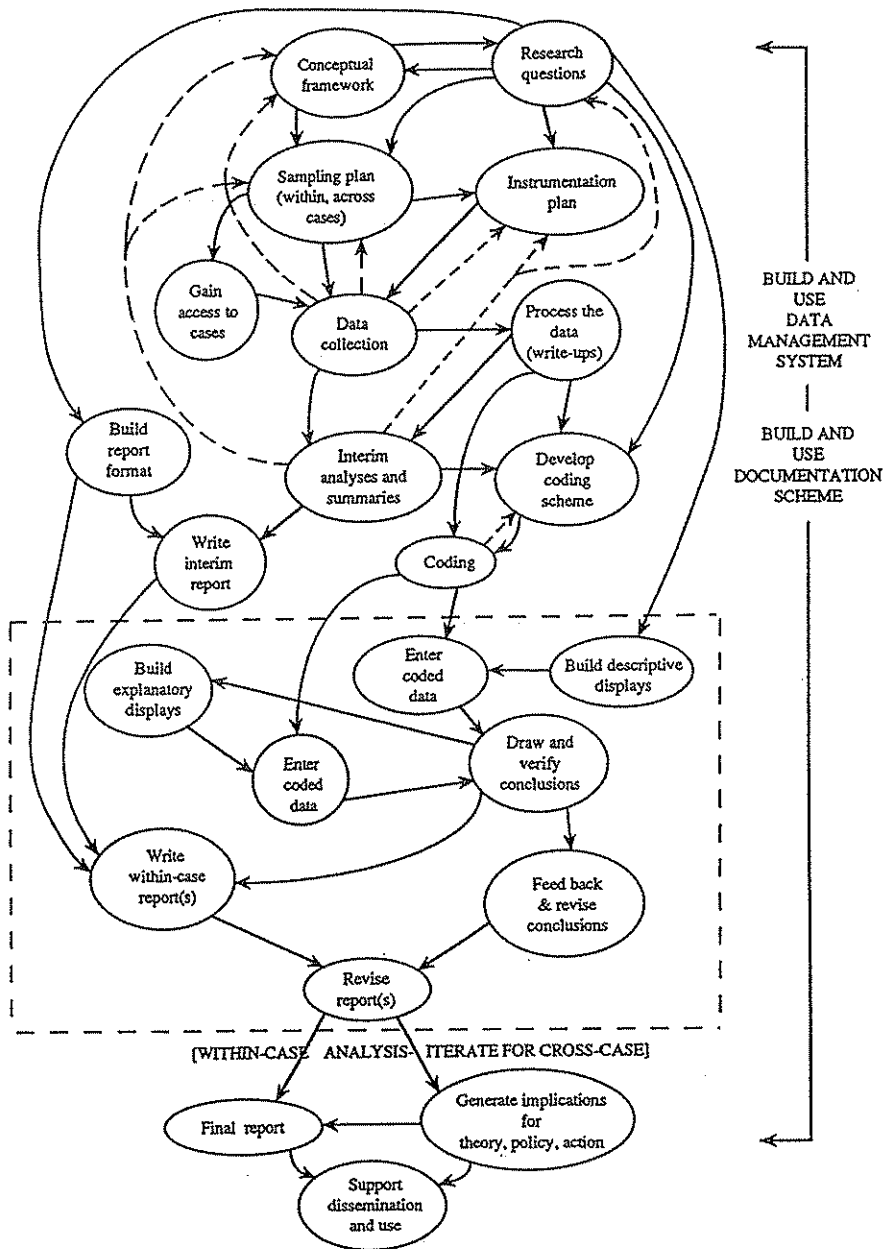 Conceptual
framework
Research
questions
Sampling plan
(within, across
cases)
Instrumentation
plan
Gain
access to
cases
Data
collection
Process the
data
(write-ups)
BUILD AND
USE
DATA
MANAGEMENT
SYSTEM
Build
report
format
Interim
analyses and
summaries
Develop
coding
scheme
BUILD AND
USE
DOCUMENTATION
SCHEME
Write
interim
report
Coding
Build
explanatory
displays
Enter
coded
data
Build descriptive
displays
Enter
coded
data
Draw and
verify
conclusions
Write
within-case
report(s)
Feed back
& revise
conclusions
Revise
report(s)
[WITHIN-CASE ANALYSIS- ITERATE FOR CROSS-CASE]
Final report
Generate implications
for
theory, policy, action
Support
dissemination
and use